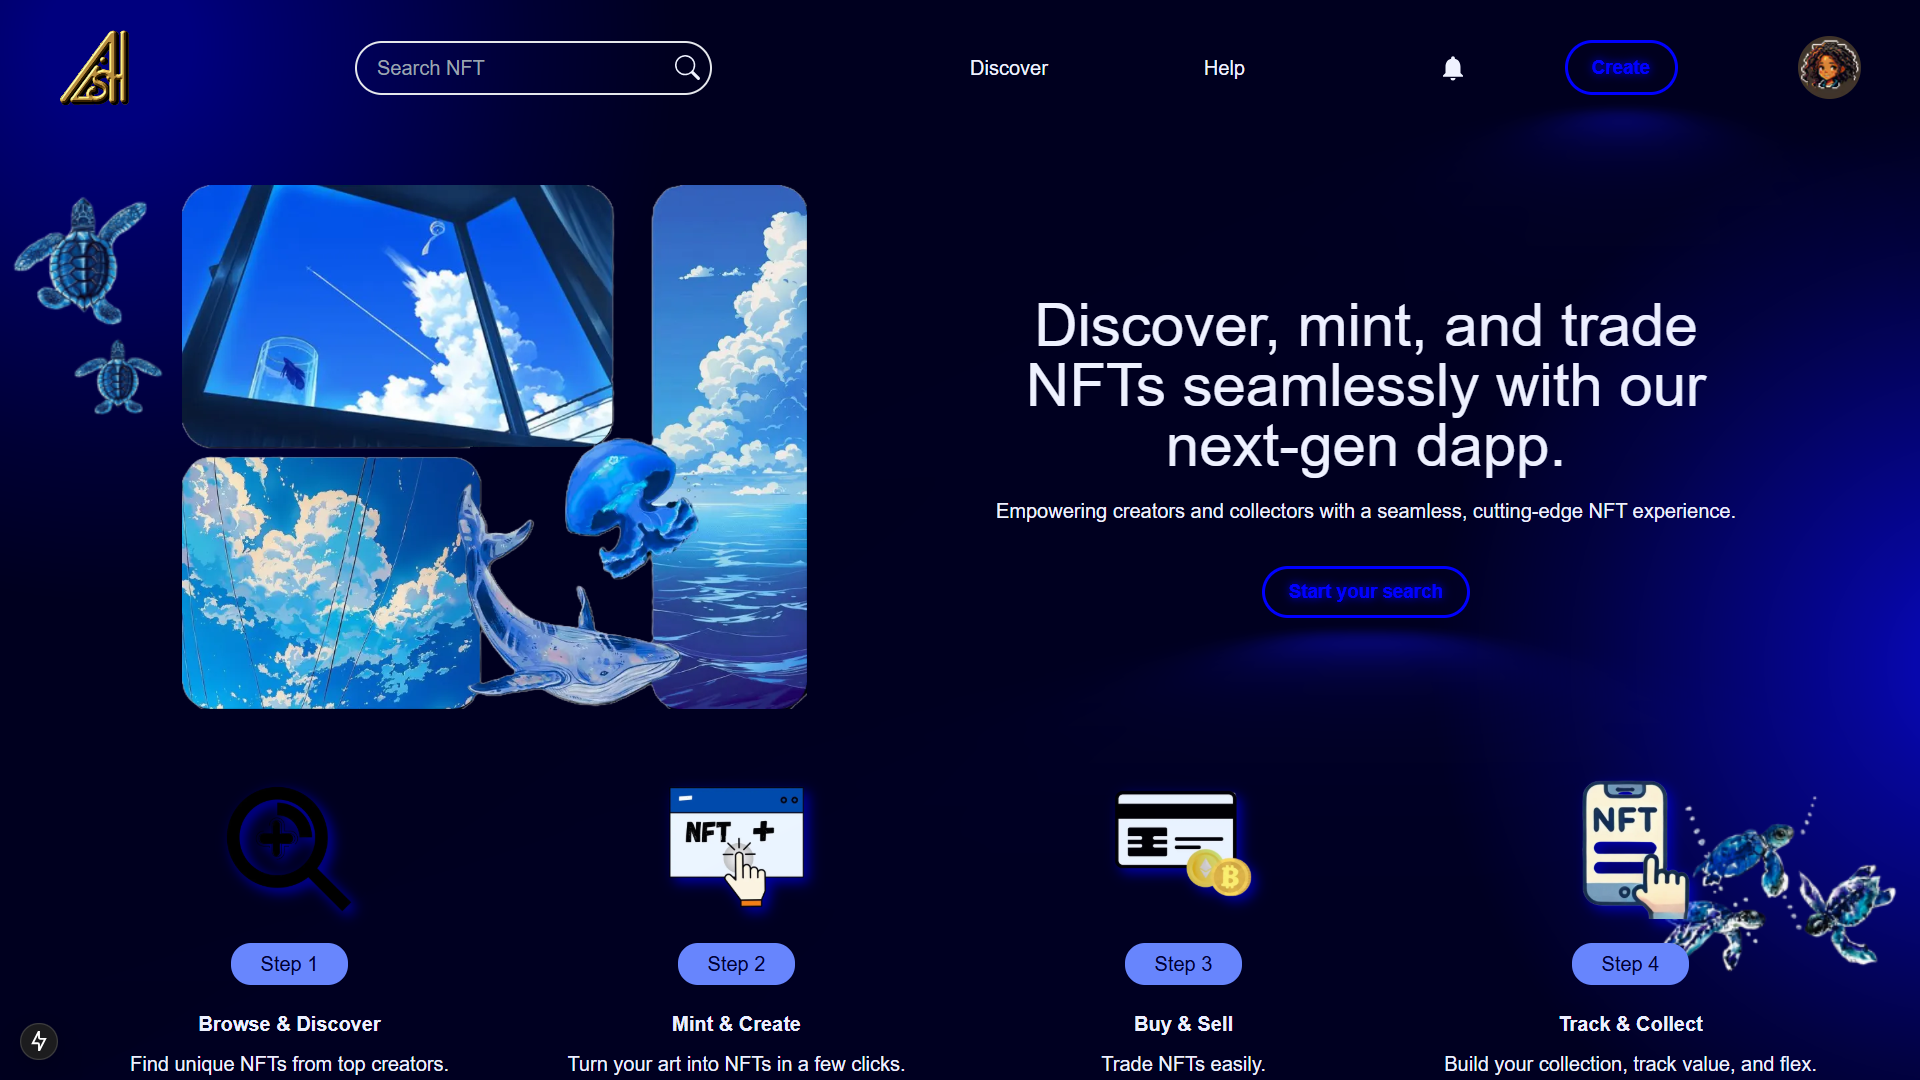 ASH
Search NFT
Discover
Help
Create
Discover, mint, and trade
NFTs seamlessly with our
next-gen dapp.
Empowering creators and collectors with a seamless, cutting-edge NFT experience.
Start your search
NFT +
NFT
Step 1
Step 2
Step 3
Step 4
Browse & Discover
Mint & Create
Buy & Sell
Track & Collect
Find unique NFTs from top creators.
Turn your art into NFTs in a few clicks.
Trade NFTs easily.
Build your collection, track value, and flex.